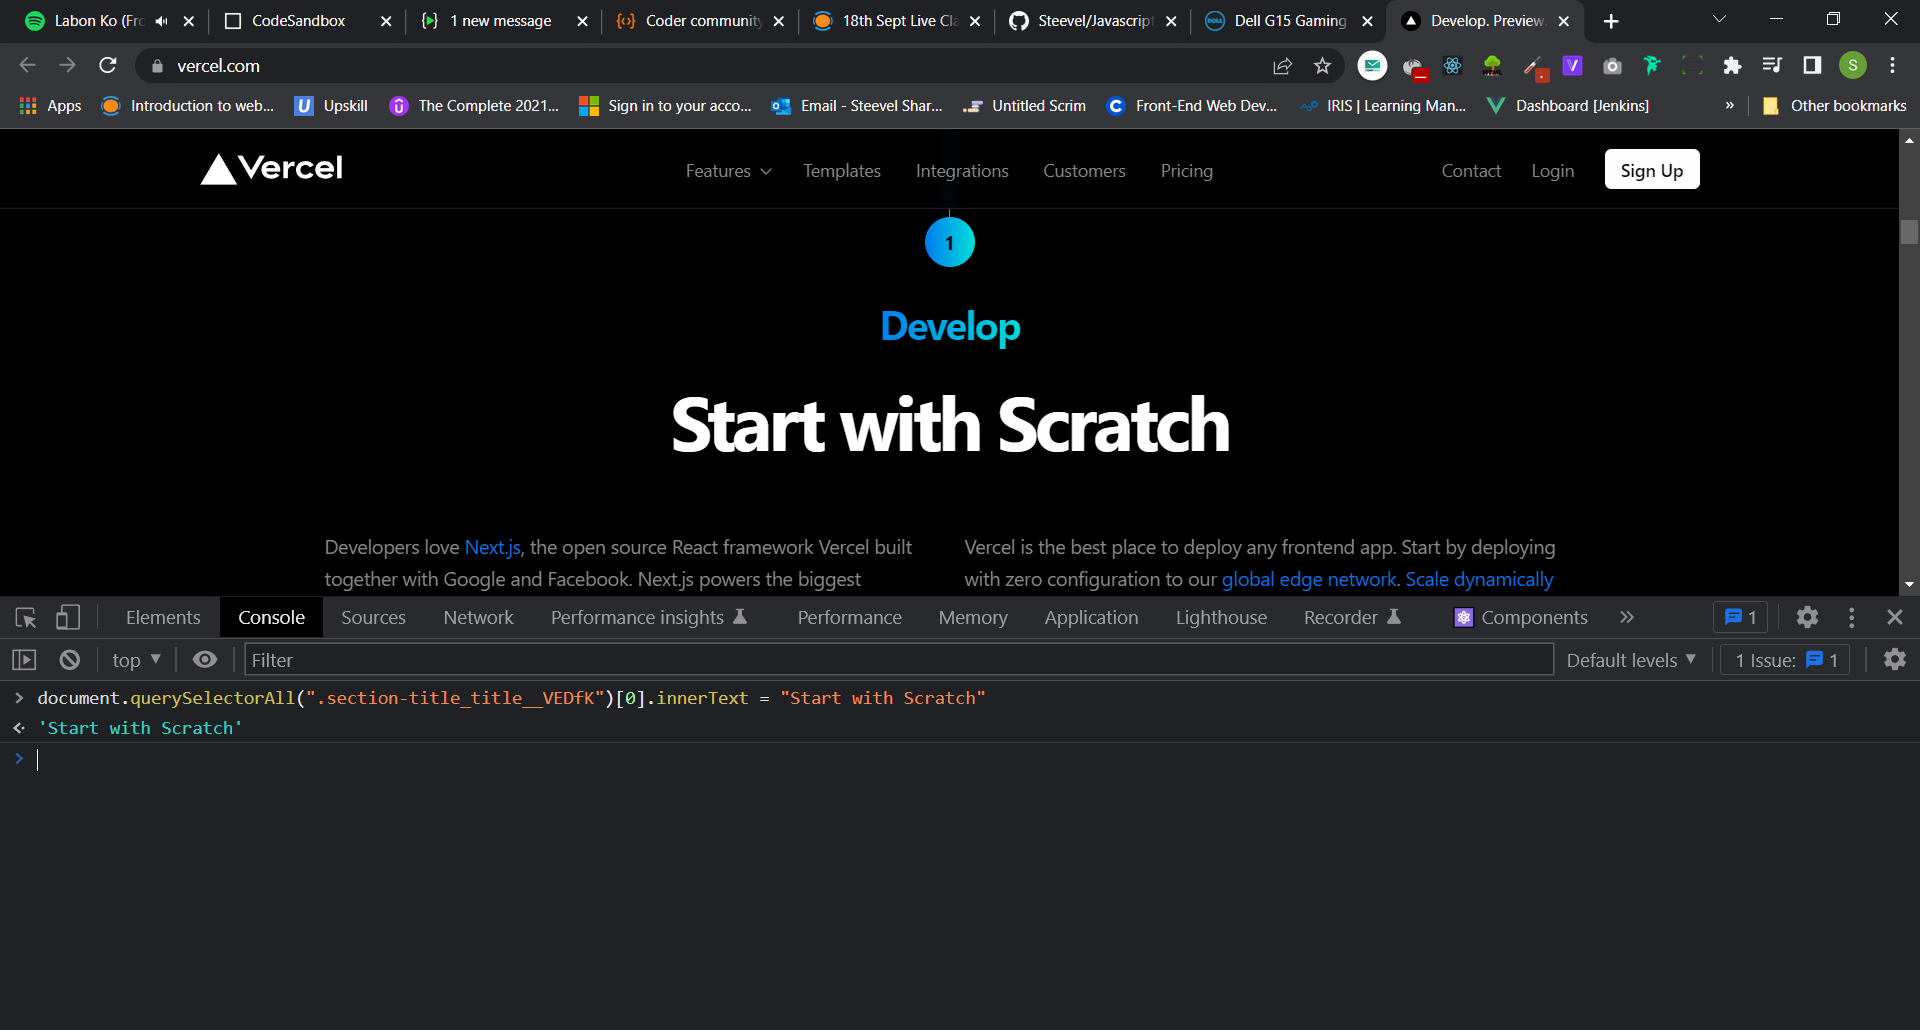 Labon Ko (Fro
CodeSandbox
1 new message
Coder community
18th Sept Live Cla
Steevel/Javascript
Dell G15 Gaming
Develop. Preview.
vercel.com
S
Apps
Introduction to web...
U Upskill
The Complete 2021...
Sign in to your acco...
Email - Steevel Shar...
Untitled Scrim
Front-End Web Dev...
IRIS | Learning Man...
Dashboard [Jenkins]
»
Other bookmarks
Vercel
Features
Templates
Integrations
Customers
Pricing
Contact
Login
Sign Up
1
Develop
Start with Scratch
Developers love Next.js, the open source React framework Vercel built
together with Google and Facebook. Next.js powers the biggest
Vercel is the best place to deploy any frontend app. Start by deploying
with zero configuration to our global edge network. Scale dynamically
Elements
Console
Sources
Network
Performance insights
Performance
Memory
Application
Lighthouse
Recorder
Components
»
1
top
Filter
Default levels
1 Issue: 1
> document.querySelectorAll(".section-title_title__VEDfK")[0].innerText = "Start with Scratch"
'Start with Scratch'
>